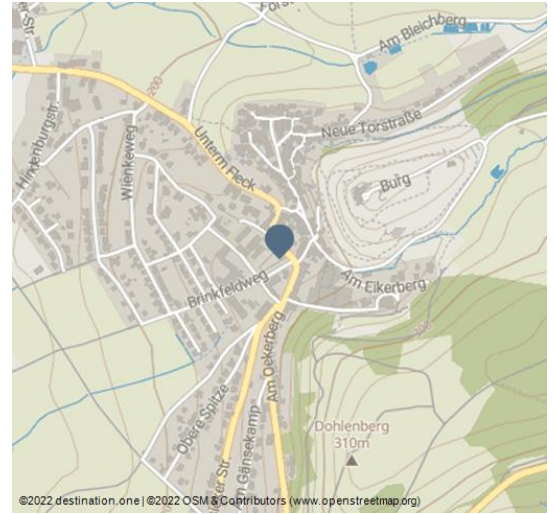 Am Bleichberg
Hindenburgstr.
Wienkeweg
Unterm Fleck
Neue Torstraße
200
Burg
Brinkfeldweg
Am Eikerberg
Am Oekerberg
Obere Spitze
Am Gänsekamp
Dohlenberg
310m
©2022 destination.one | ©2022 OSM & Contributors (www.openstreetmap.org)